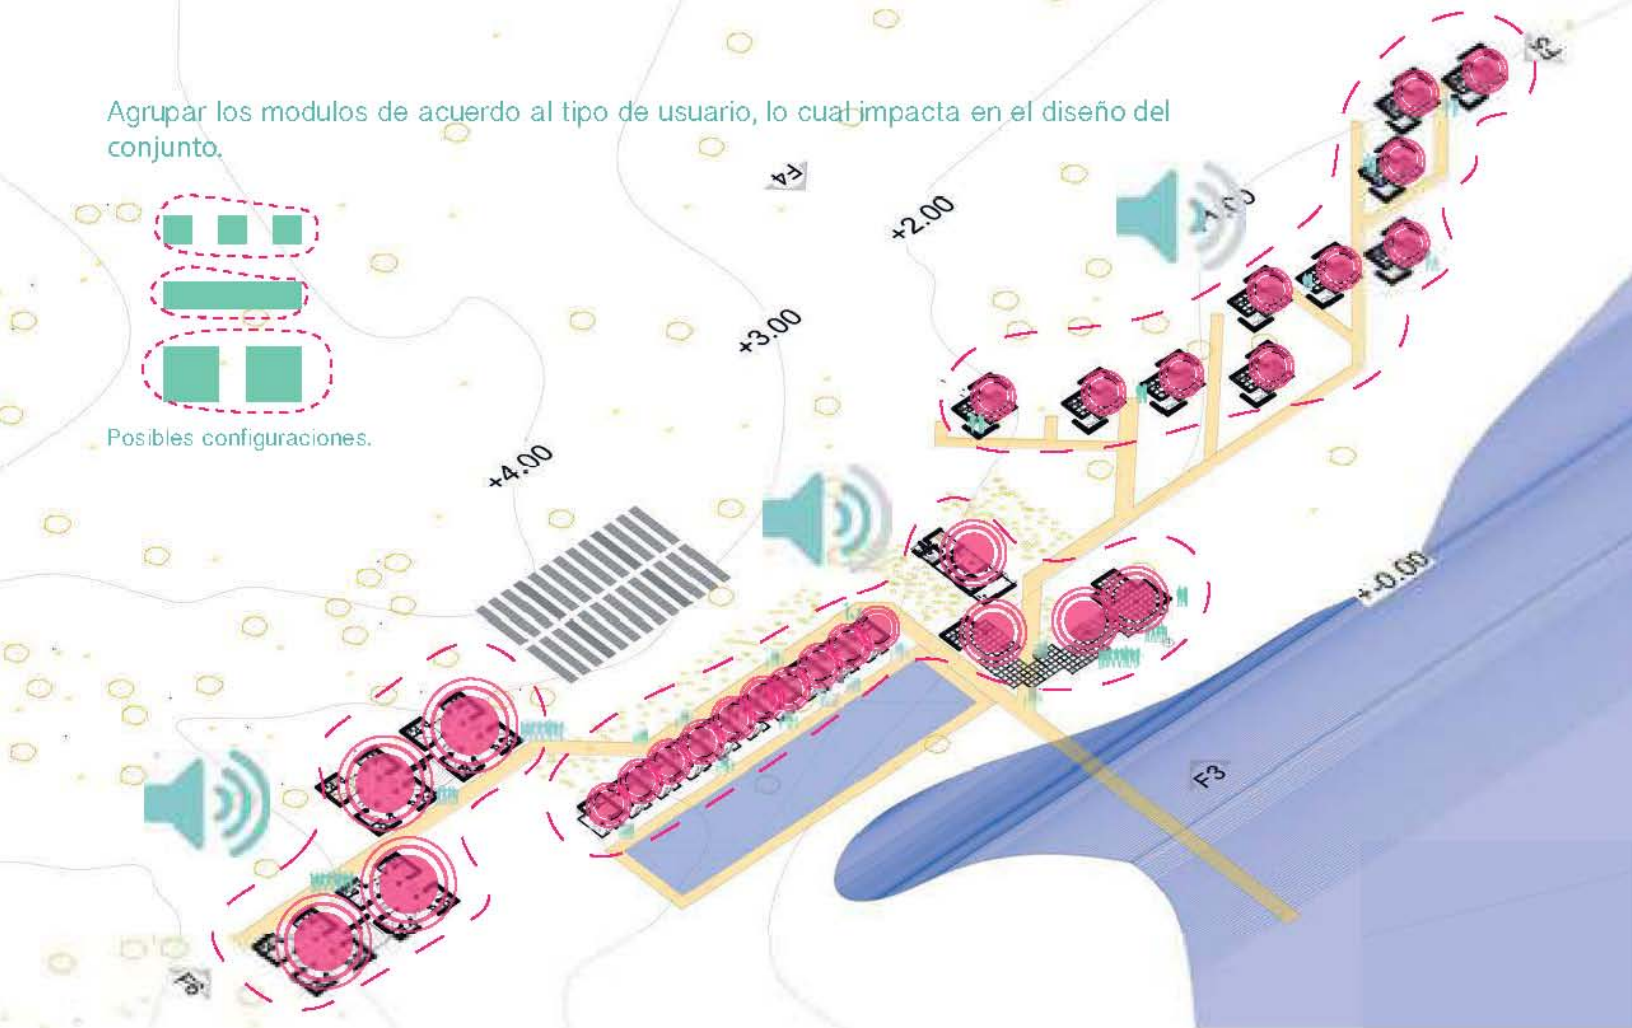 Agrupar los modulos de acuerdo al tipo de usuario, lo cual impacta en el diseño del
conjunto.
F4
+2.00
+3.00
Posibles configuraciones.
+4.00
+-0.00
F3